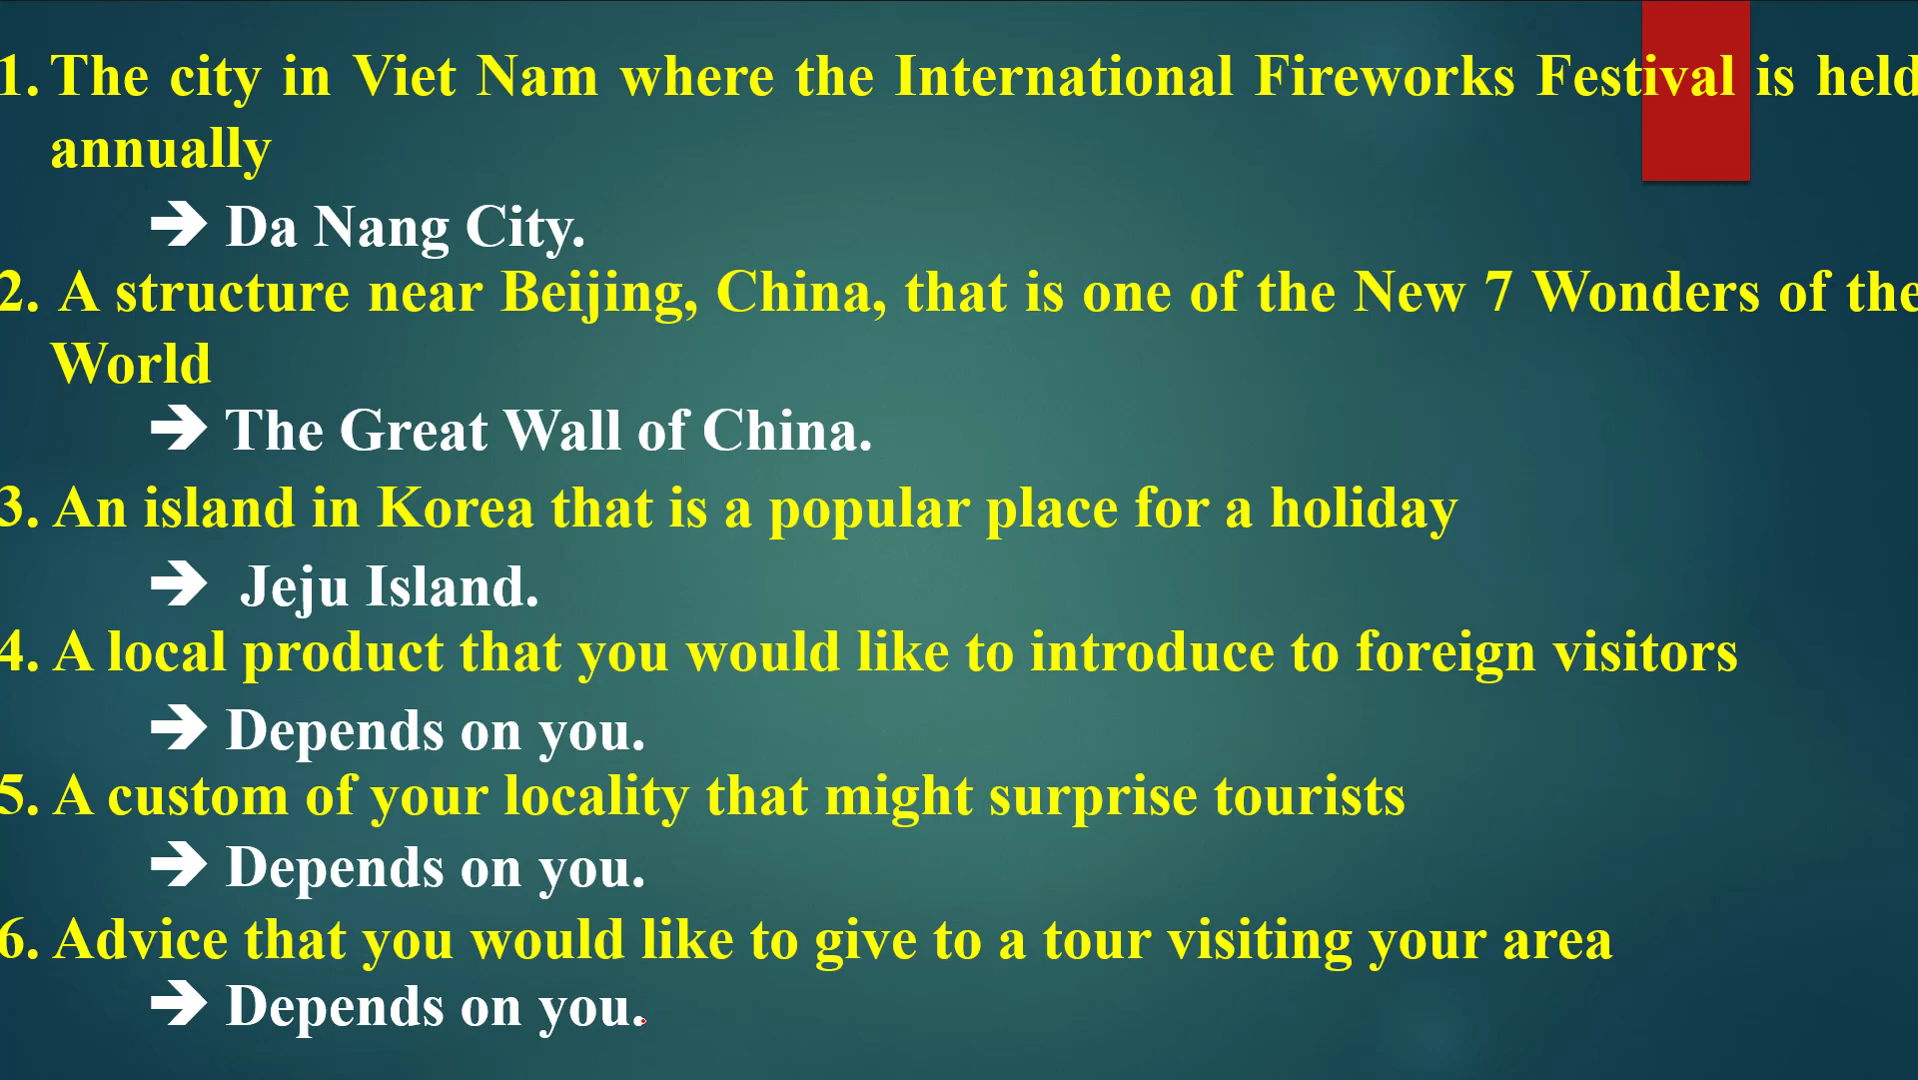 1. The city in Viet Nam where the International Fireworks Festival is held
annually
➔ Da Nang City.
2. A structure near Beijing, China, that is one of the New 7 Wonders of the
World
➔ The Great Wall of China.
3. An island in Korea that is a popular place for a holiday
➔ Jeju Island.
4. A local product that you would like to introduce to foreign visitors
➔ Depends on you.
5. A custom of your locality that might surprise tourists
➔ Depends on you.
6. Advice that you would like to give to a tour visiting your area
➔ Depends on you.